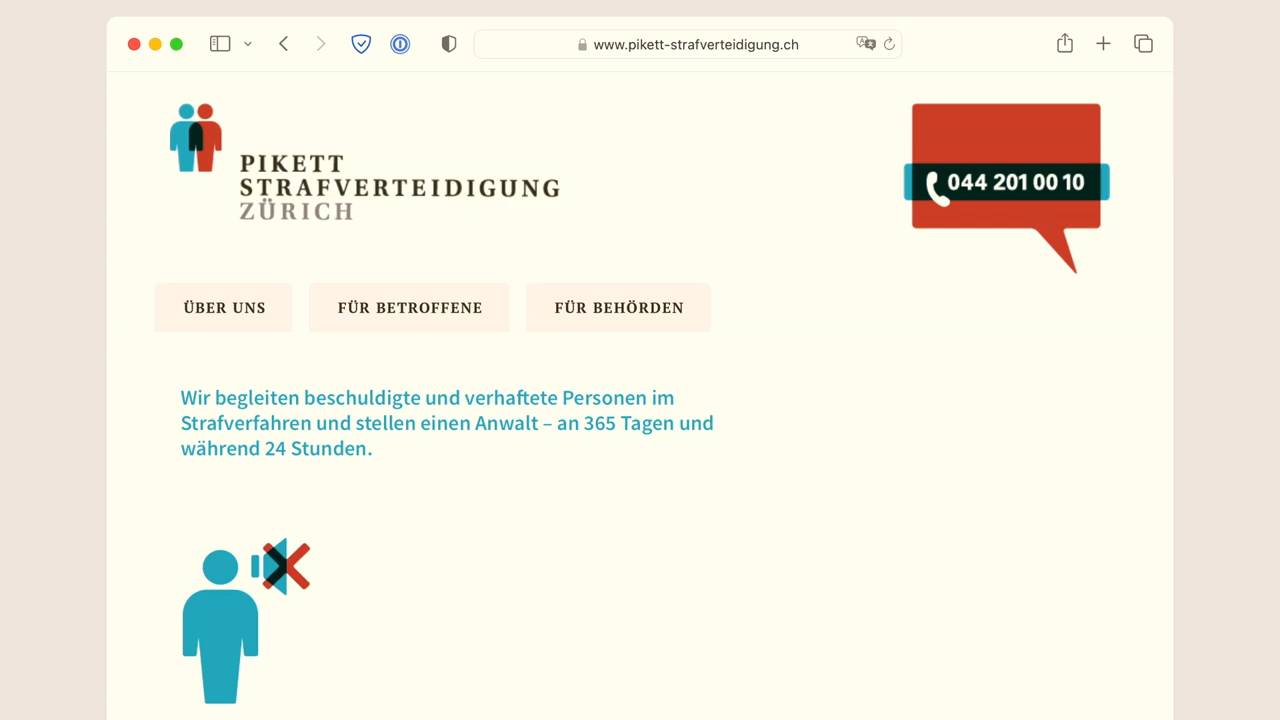 www.pikett-strafverteidigung.ch
PIKETT
STRAFVERTEIDIGUNG
ZÜRICH
044 201 00 10
ÜBER UNS
FÜR BETROFFENE
FÜR BEHÖRDEN
Wir begleiten beschuldigte und verhaftete Personen im
Strafverfahren und stellen einen Anwalt – an 365 Tagen und
während 24 Stunden.